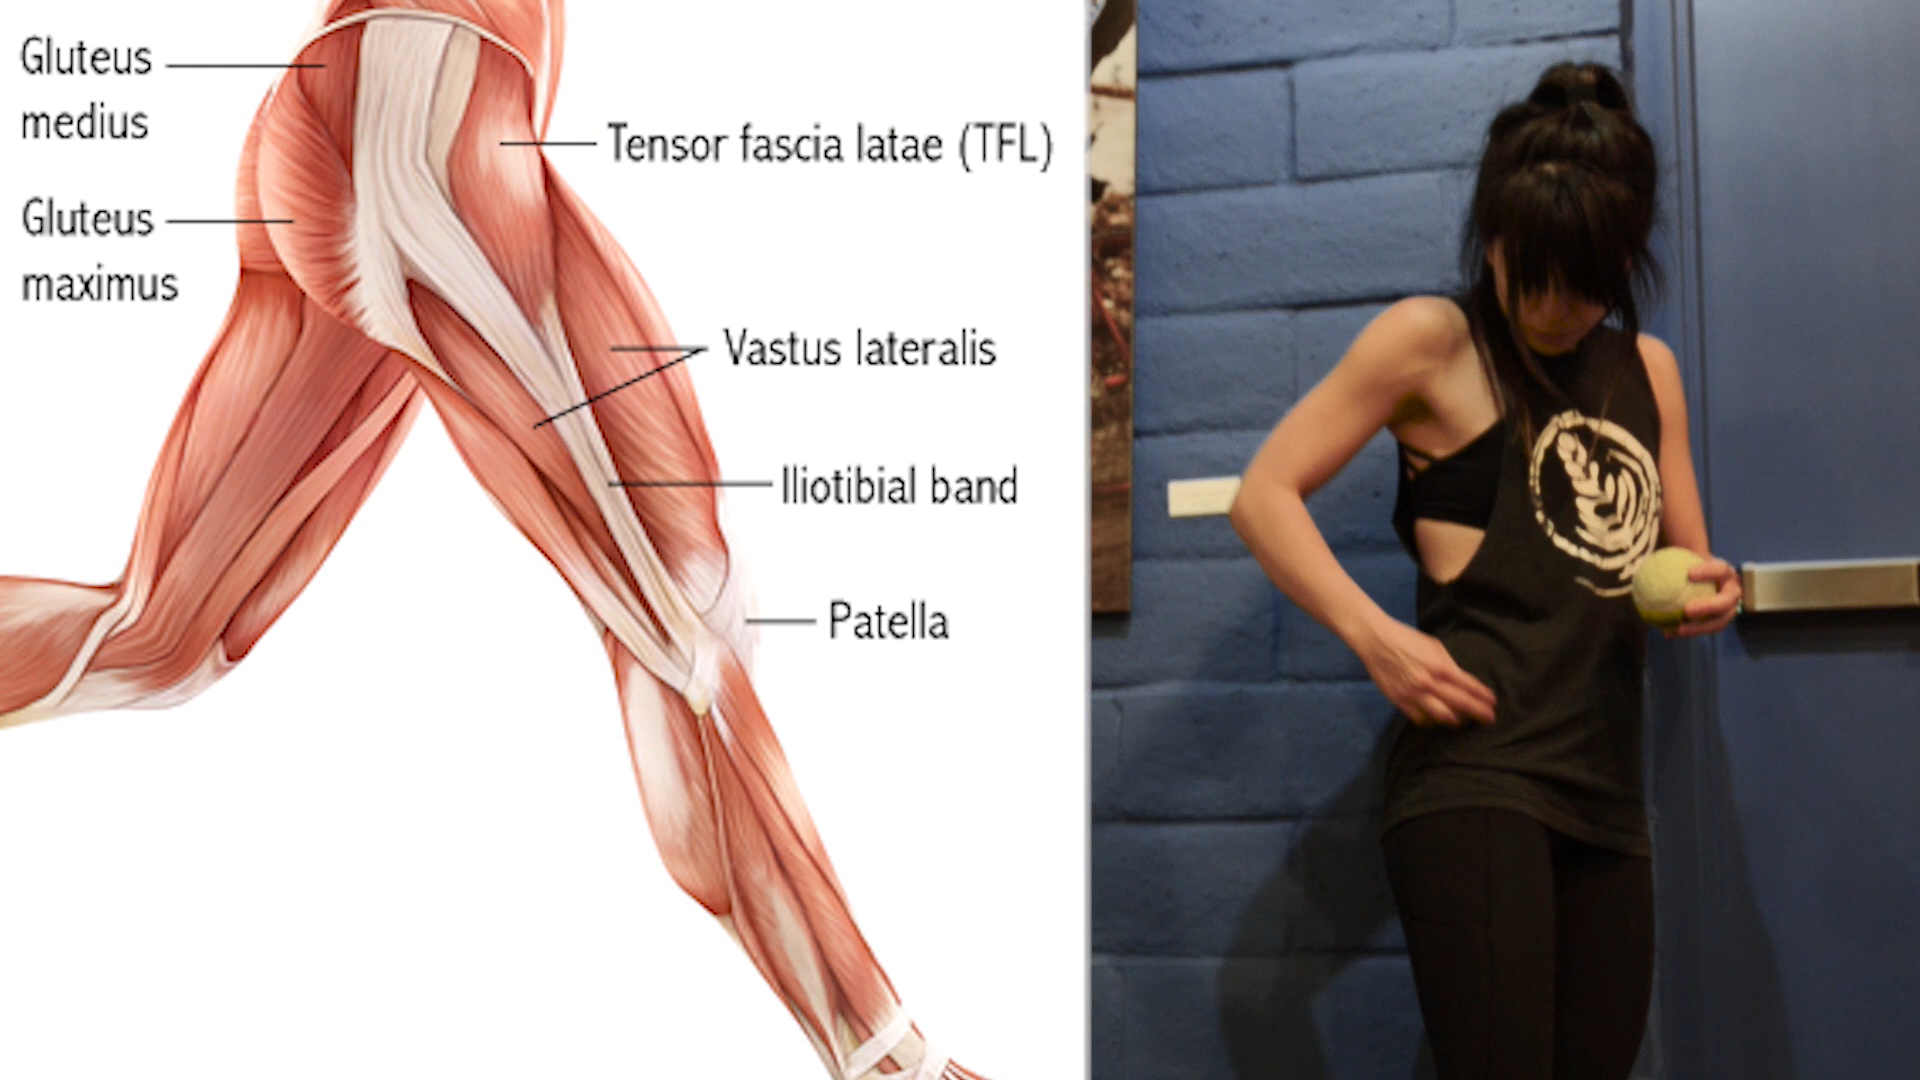 Gluteus
medius
Tensor fascia latae (TFL)
Gluteus
maximus
Vastus lateralis
Iliotibial band
Patella